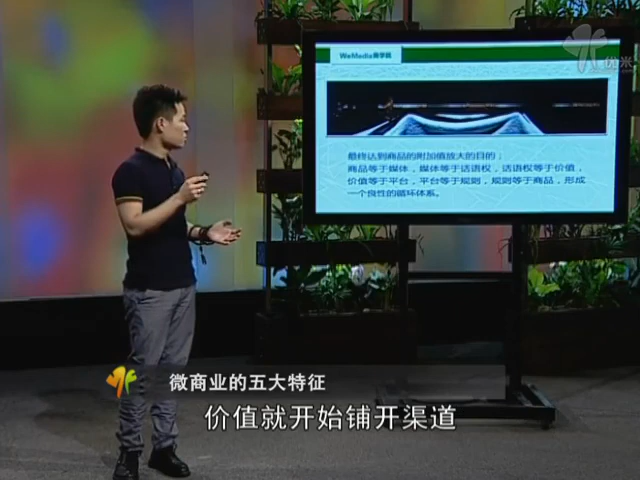 WeMedia商学院
优米
最终达到商品的附加值放大的目的：
商品等于媒体，媒体等于话语权，话语权等于价值，
价值等于平台，平台等于规则，规则等于商品，形成
一个良性的循环体系。
微商业的五大特征
价值就开始铺开渠道